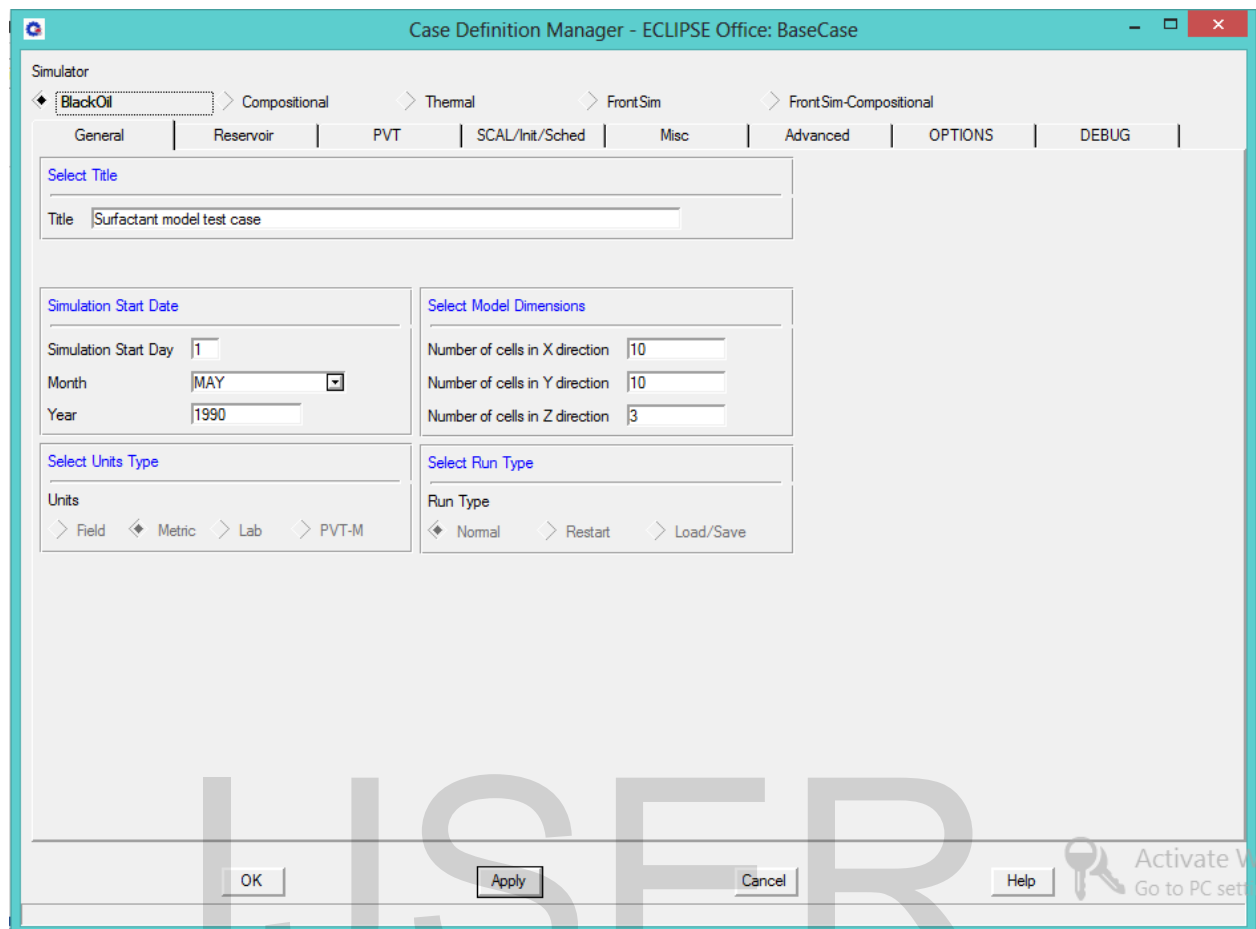 Case Definition Manager - ECLIPSE Office: BaseCase
Simulator
BlackOil Compositional Thermal FrontSim FrontSim-Compositional
General Reservoir PVT SCAL/Init/Sched Misc Advanced OPTIONS DEBUG
Select Title
Title Surfactant model test case
Simulation Start Date
Simulation Start Day 1
Month MAY
Year 1990
Select Model Dimensions
Number of cells in X direction 10
Number of cells in Y direction 10
Number of cells in Z direction 3
Select Units Type
Units
Field Metric Lab PVT-M
Select Run Type
Run Type
Normal Restart Load/Save
OK Apply Cancel Help
Activate W
Go to PC sett
IJSER